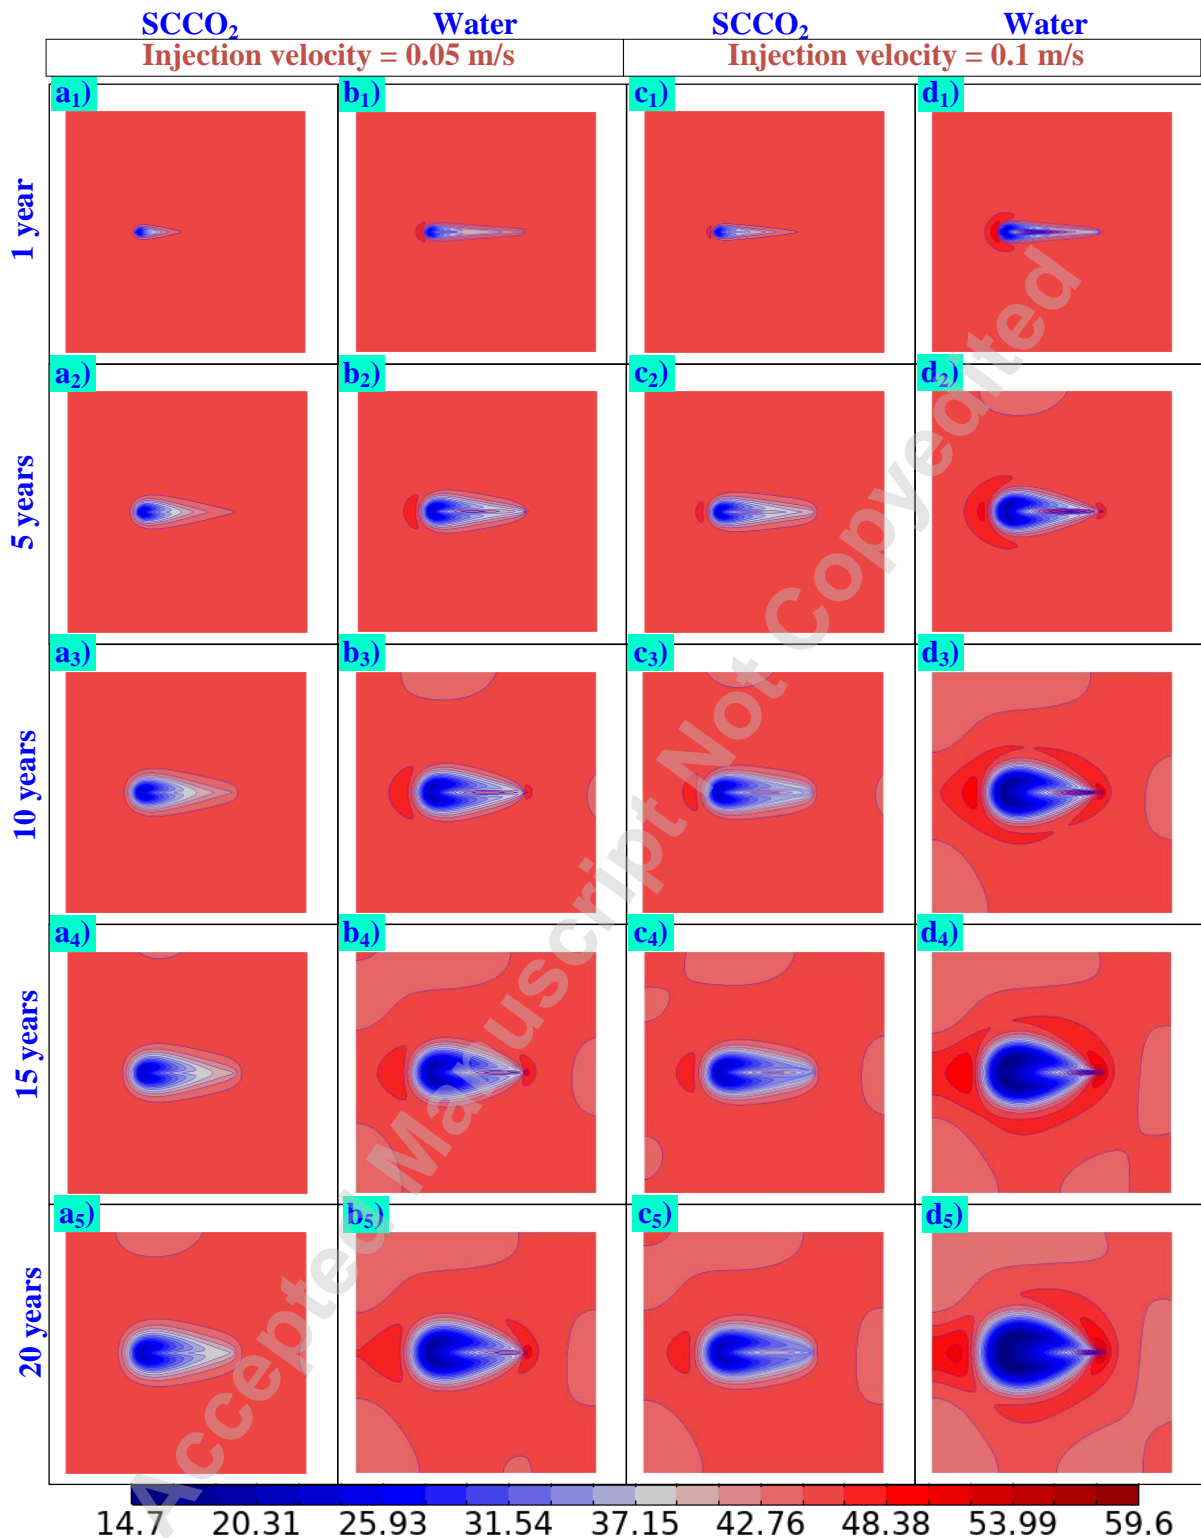 SCCO₂ Water SCCO₂ Water
Injection velocity = 0.05 m/s Injection velocity = 0.1 m/s
a₁) b₁) c₁) d₁)
1 year
a₂) b₂) c₂) d₂)
5 years
a₃) b₃) c₃) d₃)
10 years
a₄) b₄) c₄) d₄)
15 years
a₅) b₅) c₅) d₅)
20 years
14.7 20.31 25.93 31.54 37.15 42.76 48.38 53.99 59.6
Accepted Manuscript Not Copyedited